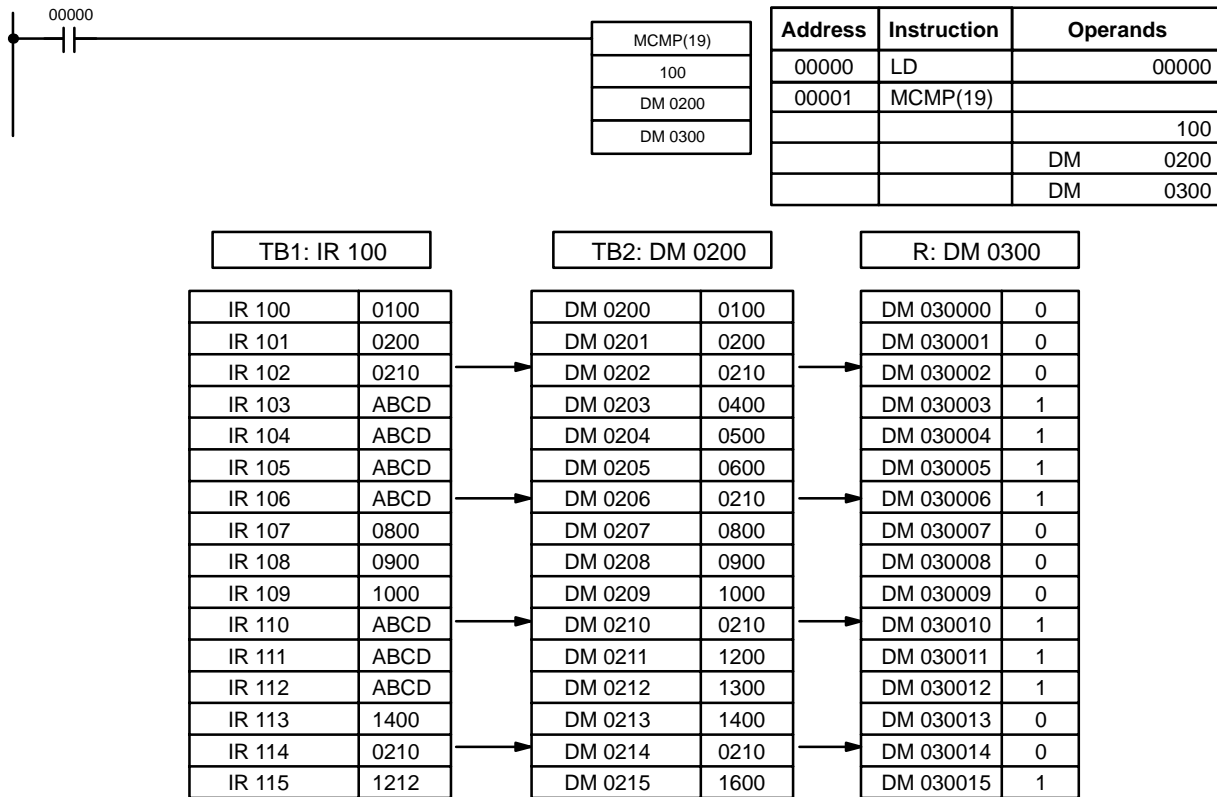 00000
MCMP(19)
100
DM 0200
DM 0300
Address Instruction Operands
00000 LD 00000
00001 MCMP(19)
100
DM 0200
DM 0300
TB1: IR 100 TB2: DM 0200 R: DM 0300
IR 100 0100 DM 0200 0100 DM 030000 0
IR 101 0200 DM 0201 0200 DM 030001 0
IR 102 0210 DM 0202 0210 DM 030002 0
IR 103 ABCD DM 0203 0400 DM 030003 1
IR 104 ABCD DM 0204 0500 DM 030004 1
IR 105 ABCD DM 0205 0600 DM 030005 1
IR 106 ABCD DM 0206 0210 DM 030006 1
IR 107 0800 DM 0207 0800 DM 030007 0
IR 108 0900 DM 0208 0900 DM 030008 0
IR 109 1000 DM 0209 1000 DM 030009 0
IR 110 ABCD DM 0210 0210 DM 030010 1
IR 111 ABCD DM 0211 1200 DM 030011 1
IR 112 ABCD DM 0212 1300 DM 030012 1
IR 113 1400 DM 0213 1400 DM 030013 0
IR 114 0210 DM 0214 0210 DM 030014 0
IR 115 1212 DM 0215 1600 DM 030015 1